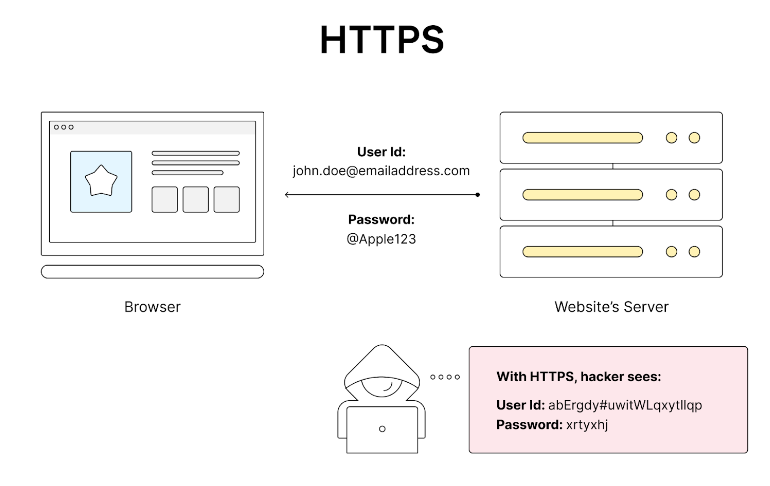 HTTPS
User Id:
john.doe@emailaddress.com
Password:
@Apple123
Browser
Website's Server
With HTTPS, hacker sees:
User Id: abErgdy#uwitWLqxytllqp
Password: xrtyxhj